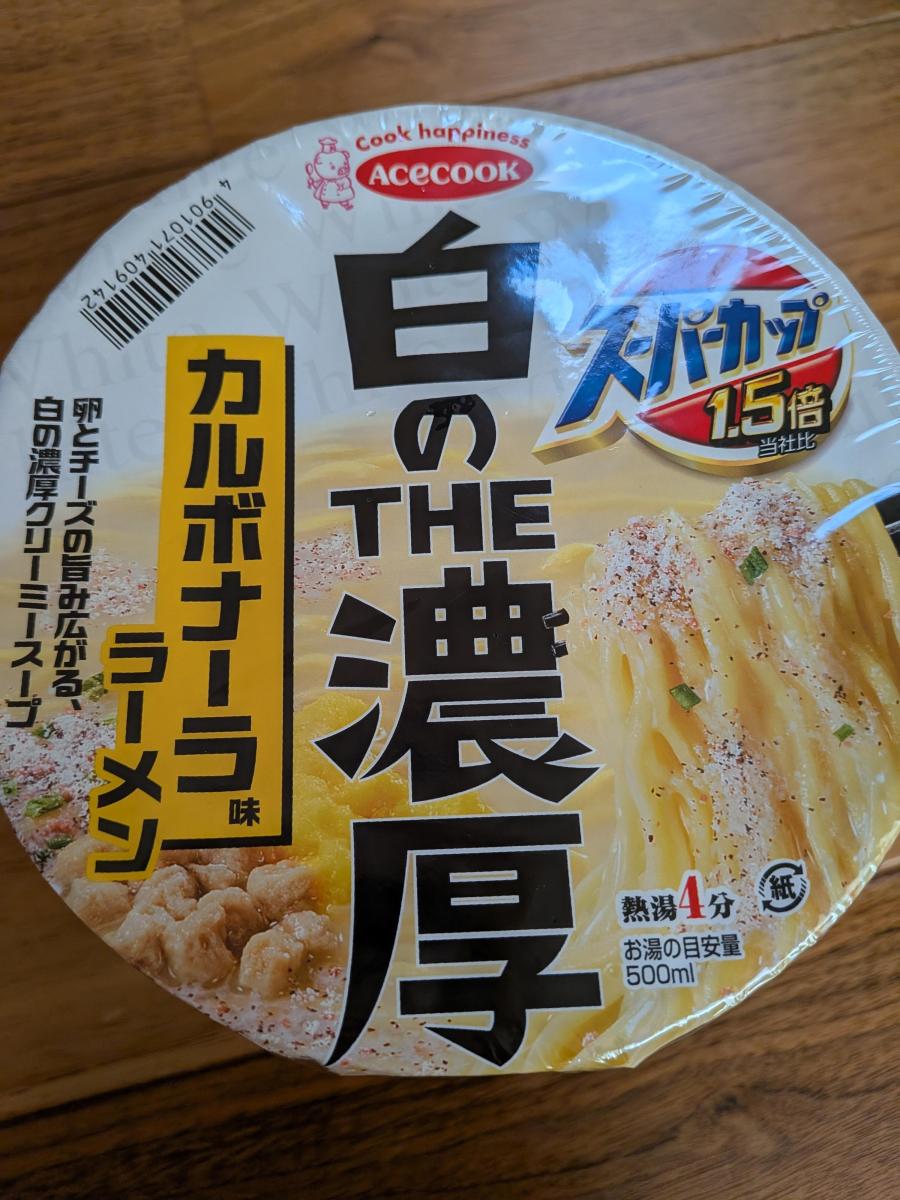 Cook happiness
Acecook
4901071409142
スーパーカップ
1.5倍
当社比
白のTHE濃厚
カルボナーラ味
ラーメン
卵とチーズの旨み広がる、
白の濃厚クリーミースープ
熱湯4分
お湯の目安量
500ml
紙